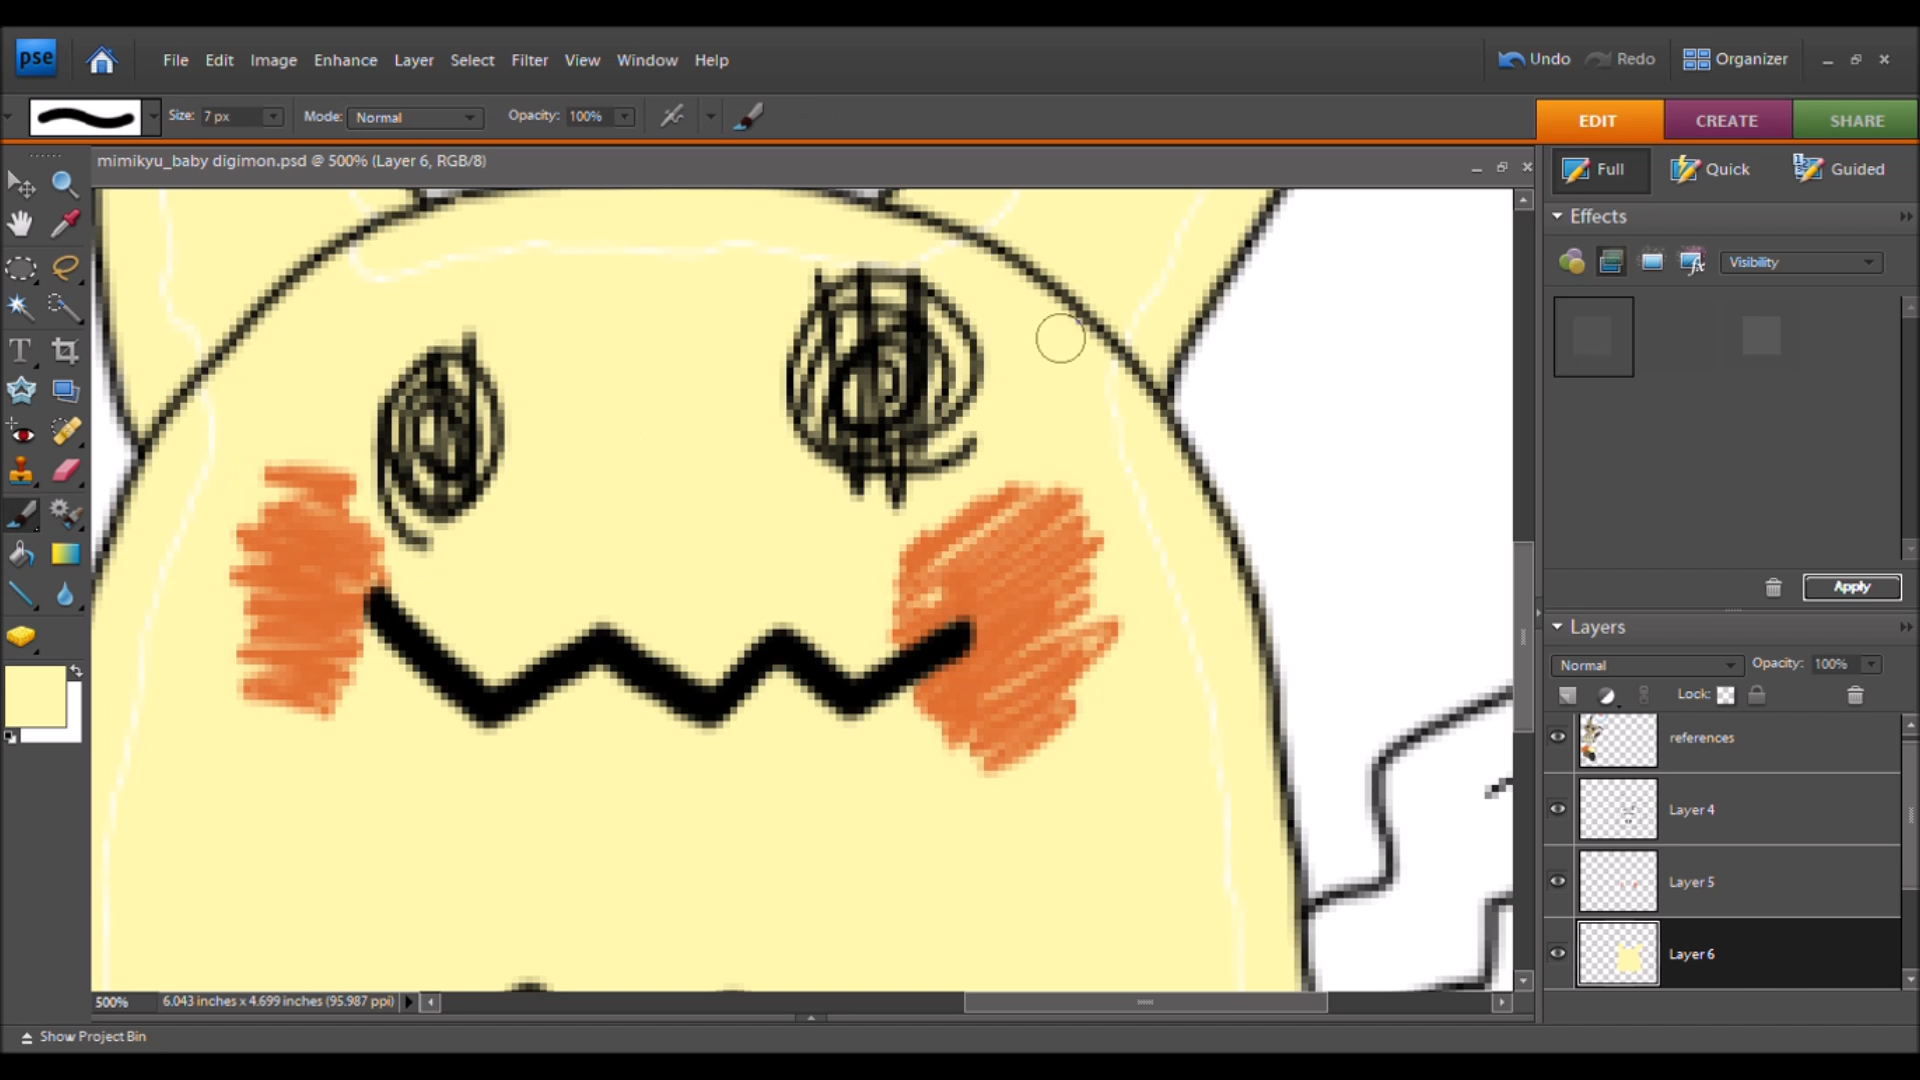 pse File Edit Image Enhance Layer Select Filter View Window Help Undo Redo Organizer
Size: 7 px Mode: Normal Opacity: 100% EDIT CREATE SHARE
mimikyu_baby digimon.psd @ 500% (Layer 6, RGB/8)
Full Quick Guided
Effects
Visibility
T
Apply
Layers
Normal Opacity: 100%
Lock:
references
Layer 4
Layer 5
Layer 6
500% 6.043 inches x 4.699 inches (95.987 ppi)
Show Project Bin